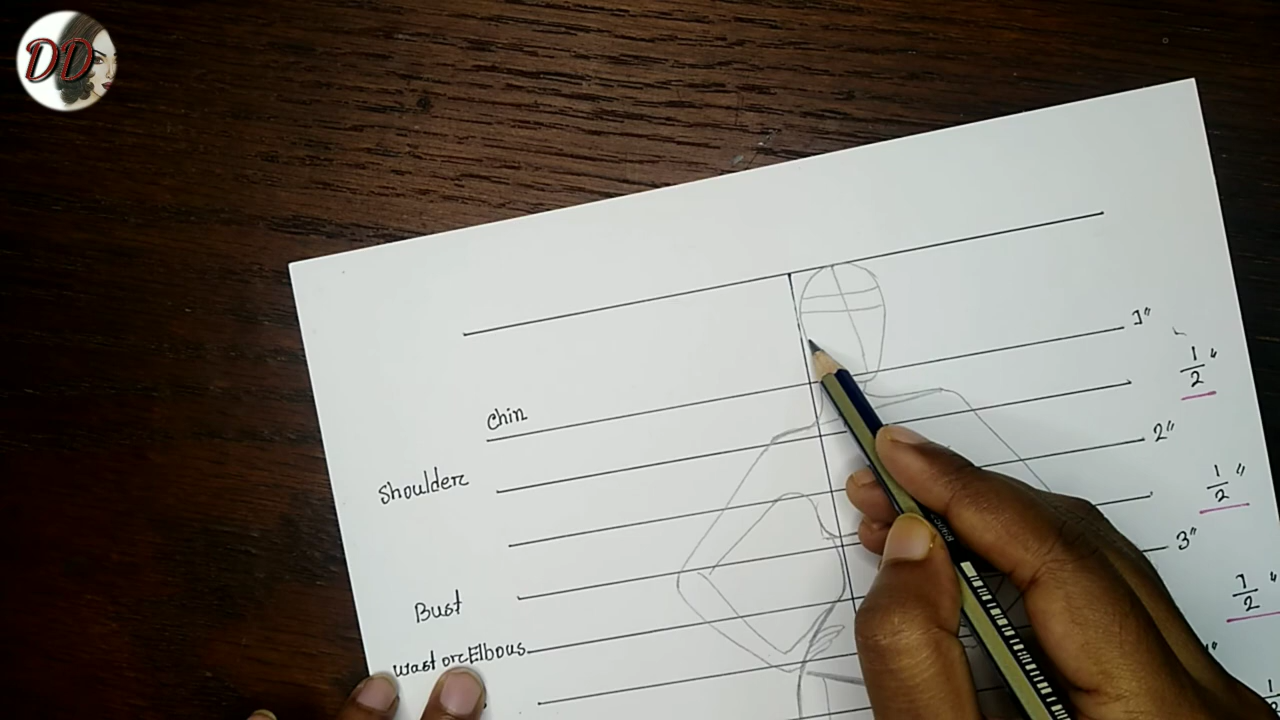 DD
1"
1/2"
Chin
2"
Shoulder
1/2"
3"
1/2"
Bust
wast or Elbous